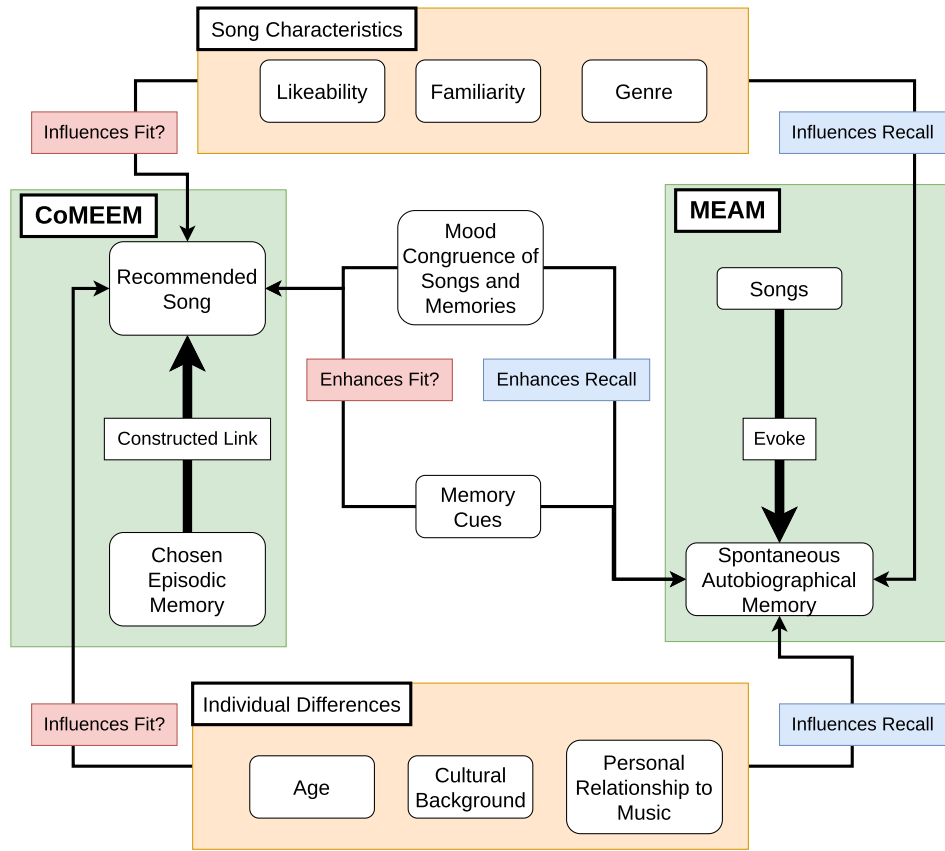 Song Characteristics
Likeability
Familiarity
Genre
Influences Fit?
Influences Recall
CoMEEM
MEAM
Recommended
Song
Mood
Congruence of
Songs and
Memories
Songs
Enhances Fit?
Enhances Recall
Constructed Link
Evoke
Memory
Cues
Chosen
Episodic
Memory
Spontaneous
Autobiographical
Memory
Influences Fit?
Individual Differences
Influences Recall
Age
Cultural
Background
Personal
Relationship to
Music